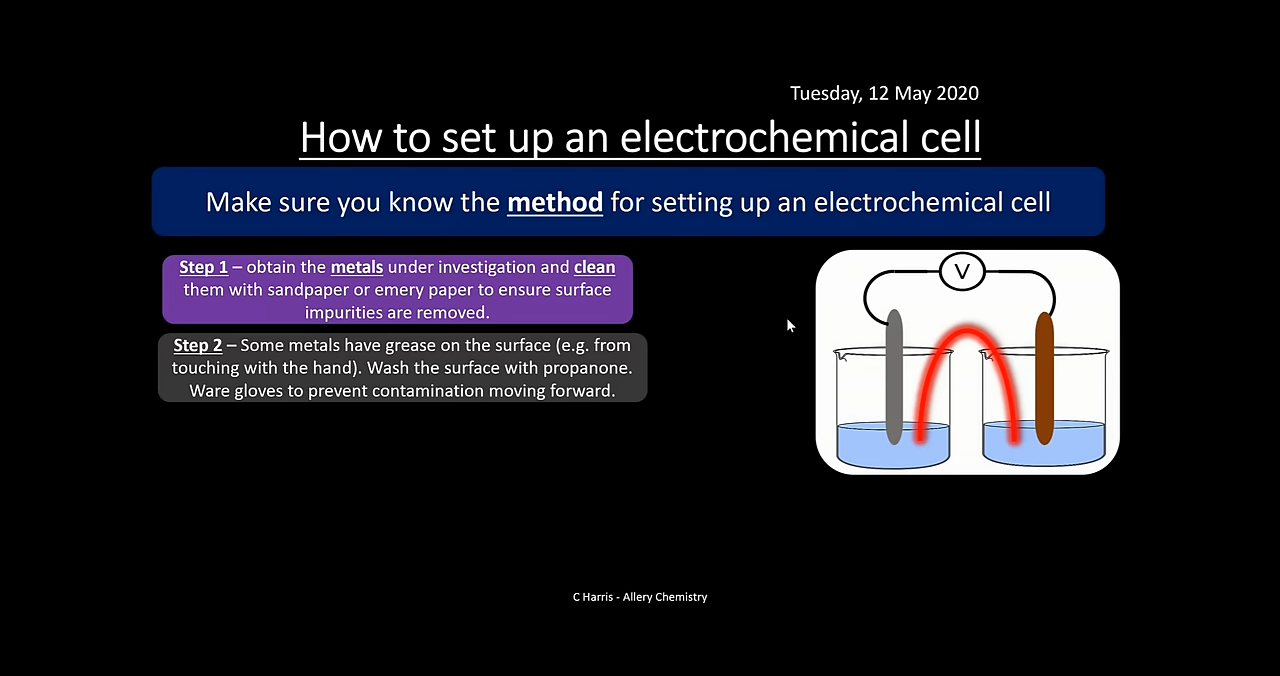 Tuesday, 12 May 2020
How to set up an electrochemical cell
Make sure you know the method for setting up an electrochemical cell
Step 1 – obtain the metals under investigation and clean
them with sandpaper or emery paper to ensure surface
impurities are removed.
Step 2 – Some metals have grease on the surface (e.g. from
touching with the hand). Wash the surface with propanone.
Ware gloves to prevent contamination moving forward.
V
C Harris - Allery Chemistry